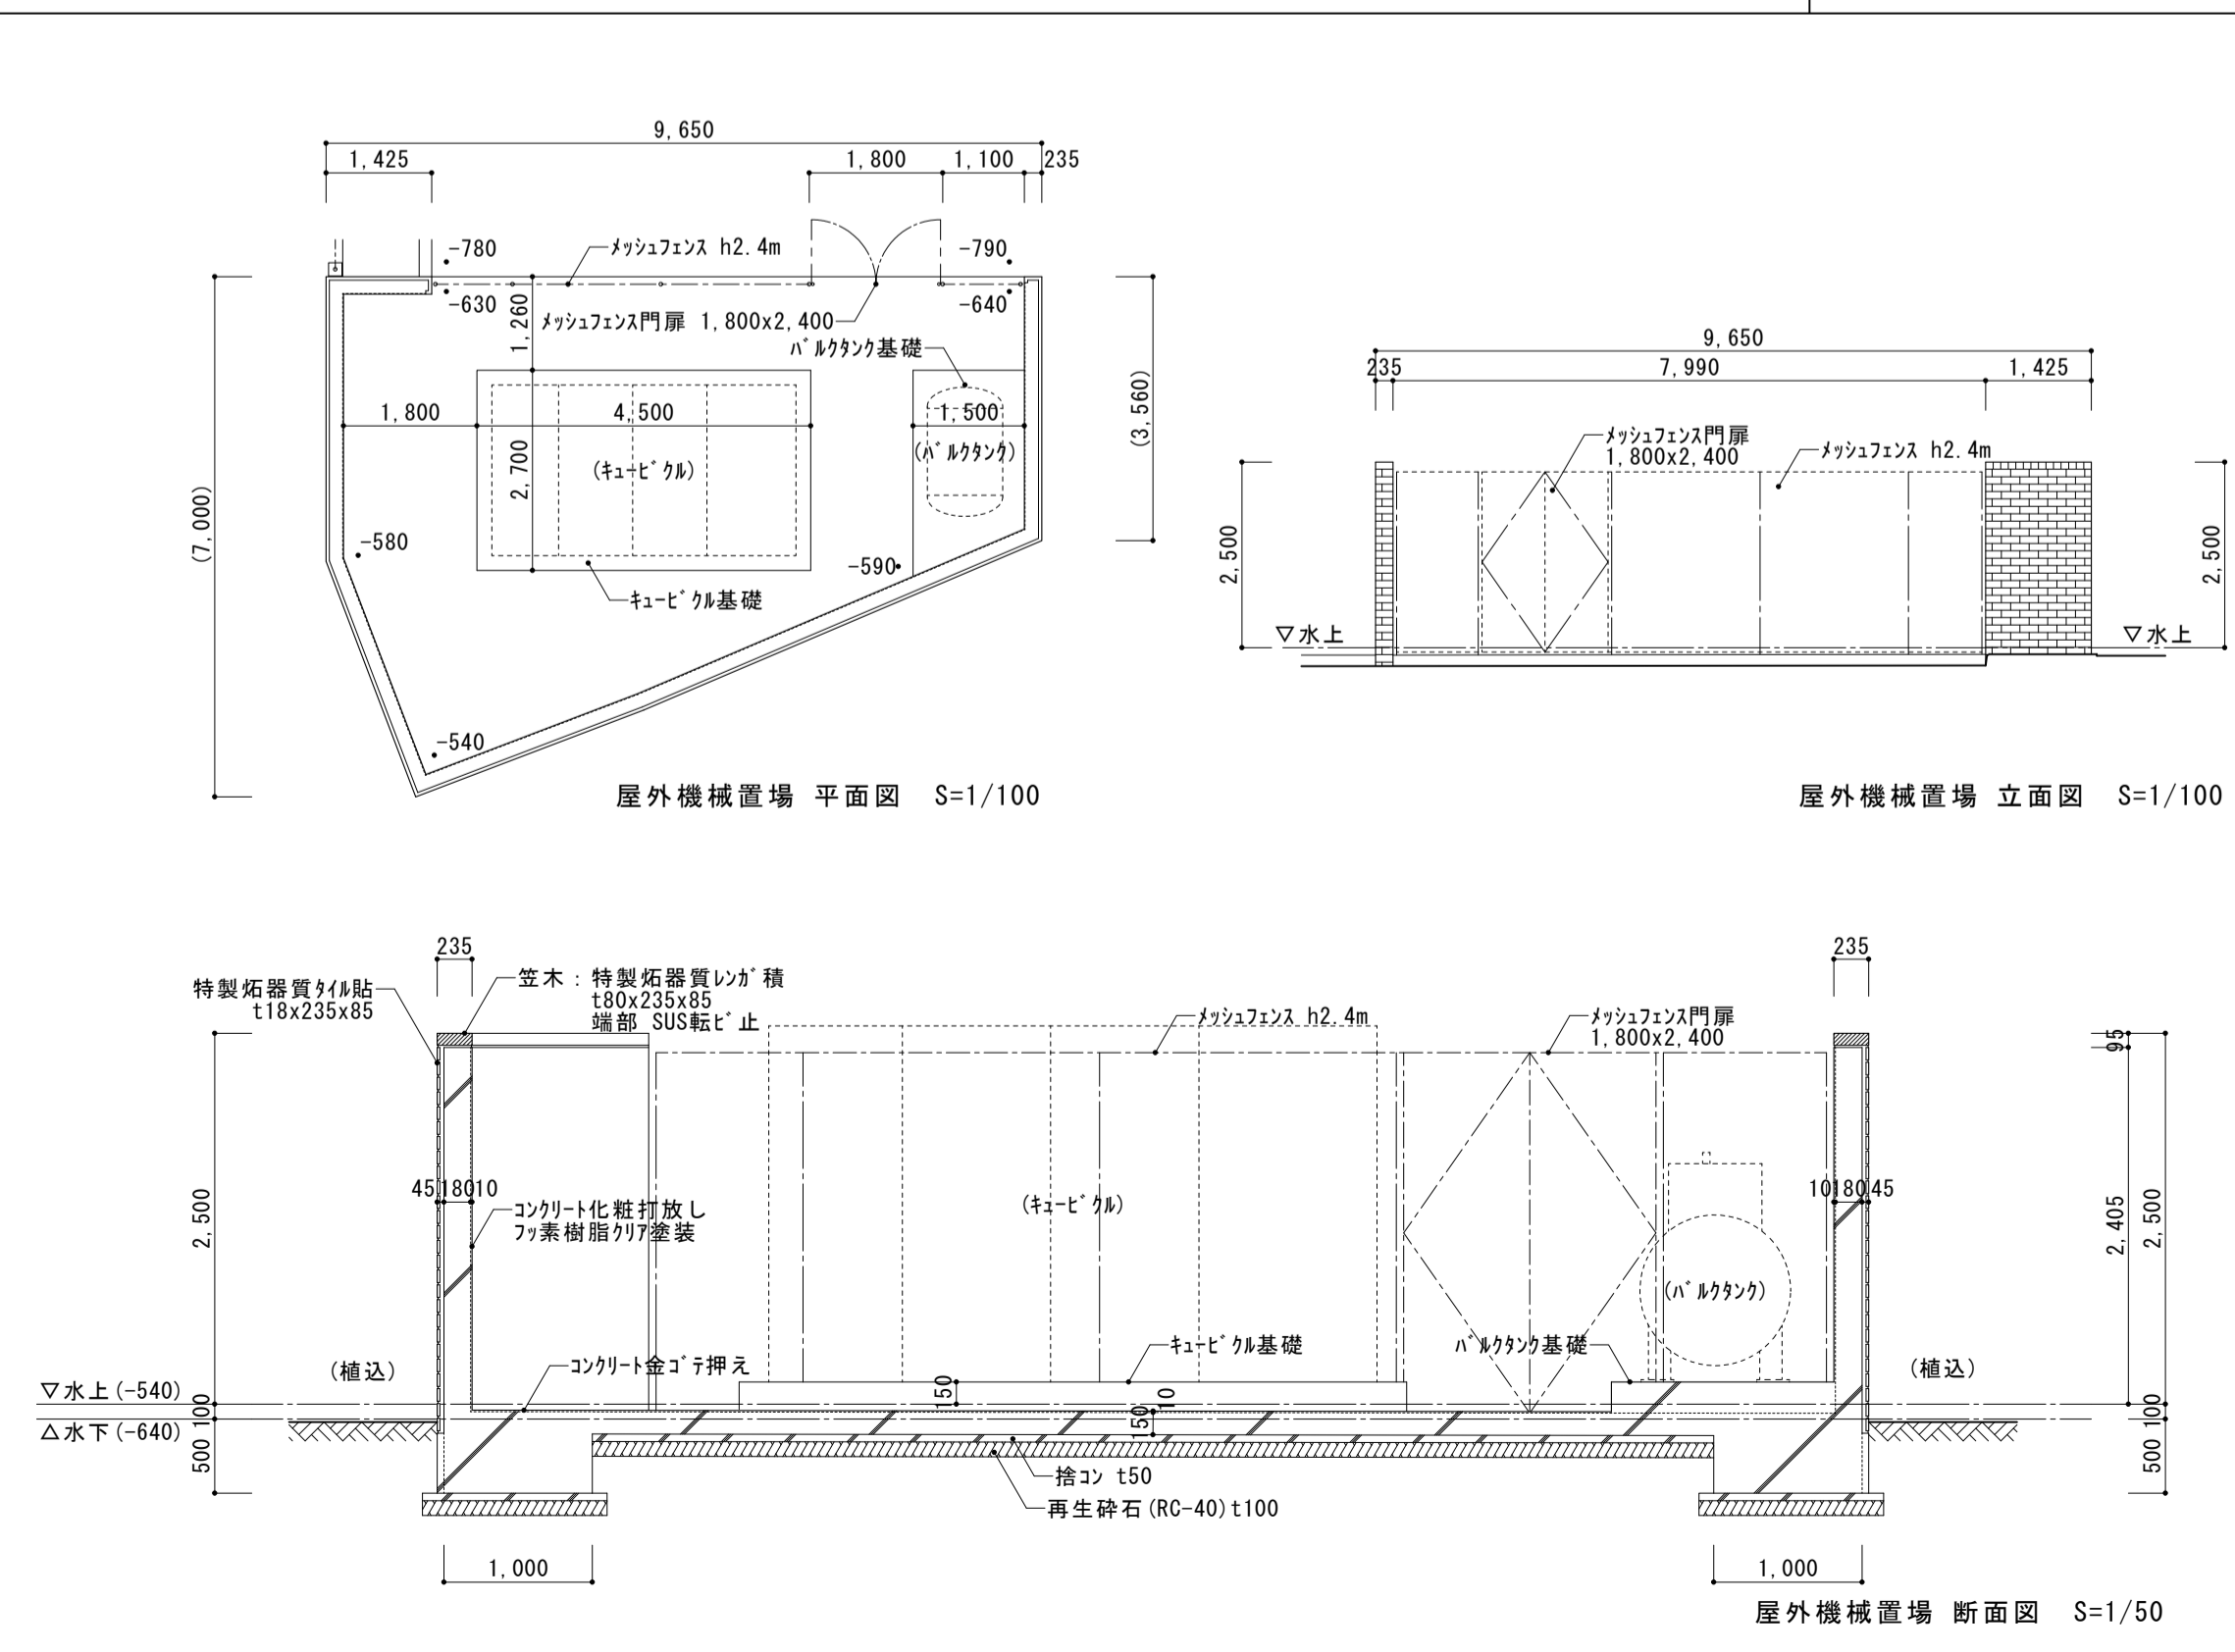 9,650
1,425
1,800
1,100
235
-780
メッシュフェンス h2.4m
-790
-630
-640
1,260
メッシュフェンス門扉 1,800x2,400
バルクタンク基礎
(3,560)
1,800
4,500
1,500
(バルクタンク)
2,700
(キュービクル)
(7,000)
-580
-590
キュービクル基礎
-540
屋外機械置場 平面図 S=1/100
9,650
235
7,990
1,425
メッシュフェンス門扉
1,800x2,400
メッシュフェンス h2.4m
2,500
2,500
▽水上
▽水上
屋外機械置場 立面図 S=1/100
235
235
特製炻器質タイル貼
t18x235x85
笠木：特製炻器質レンガ積
t80x235x85
端部 SUS転ビ止
メッシュフェンス h2.4m
メッシュフェンス門扉
1,800x2,400
95
45
180
10
コンクリート化粧打放し
フッ素樹脂クリア塗装
(キュービクル)
10
180
45
2,500
2,405
2,500
(バルクタンク)
(植込)
コンクリート金ゴテ押え
キュービクル基礎
バルクタンク基礎
(植込)
▽水上(-540)
100
150
10
150
100
△水下(-640)
500
500
捨コン t50
再生砕石(RC-40)t100
1,000
1,000
屋外機械置場 断面図 S=1/50